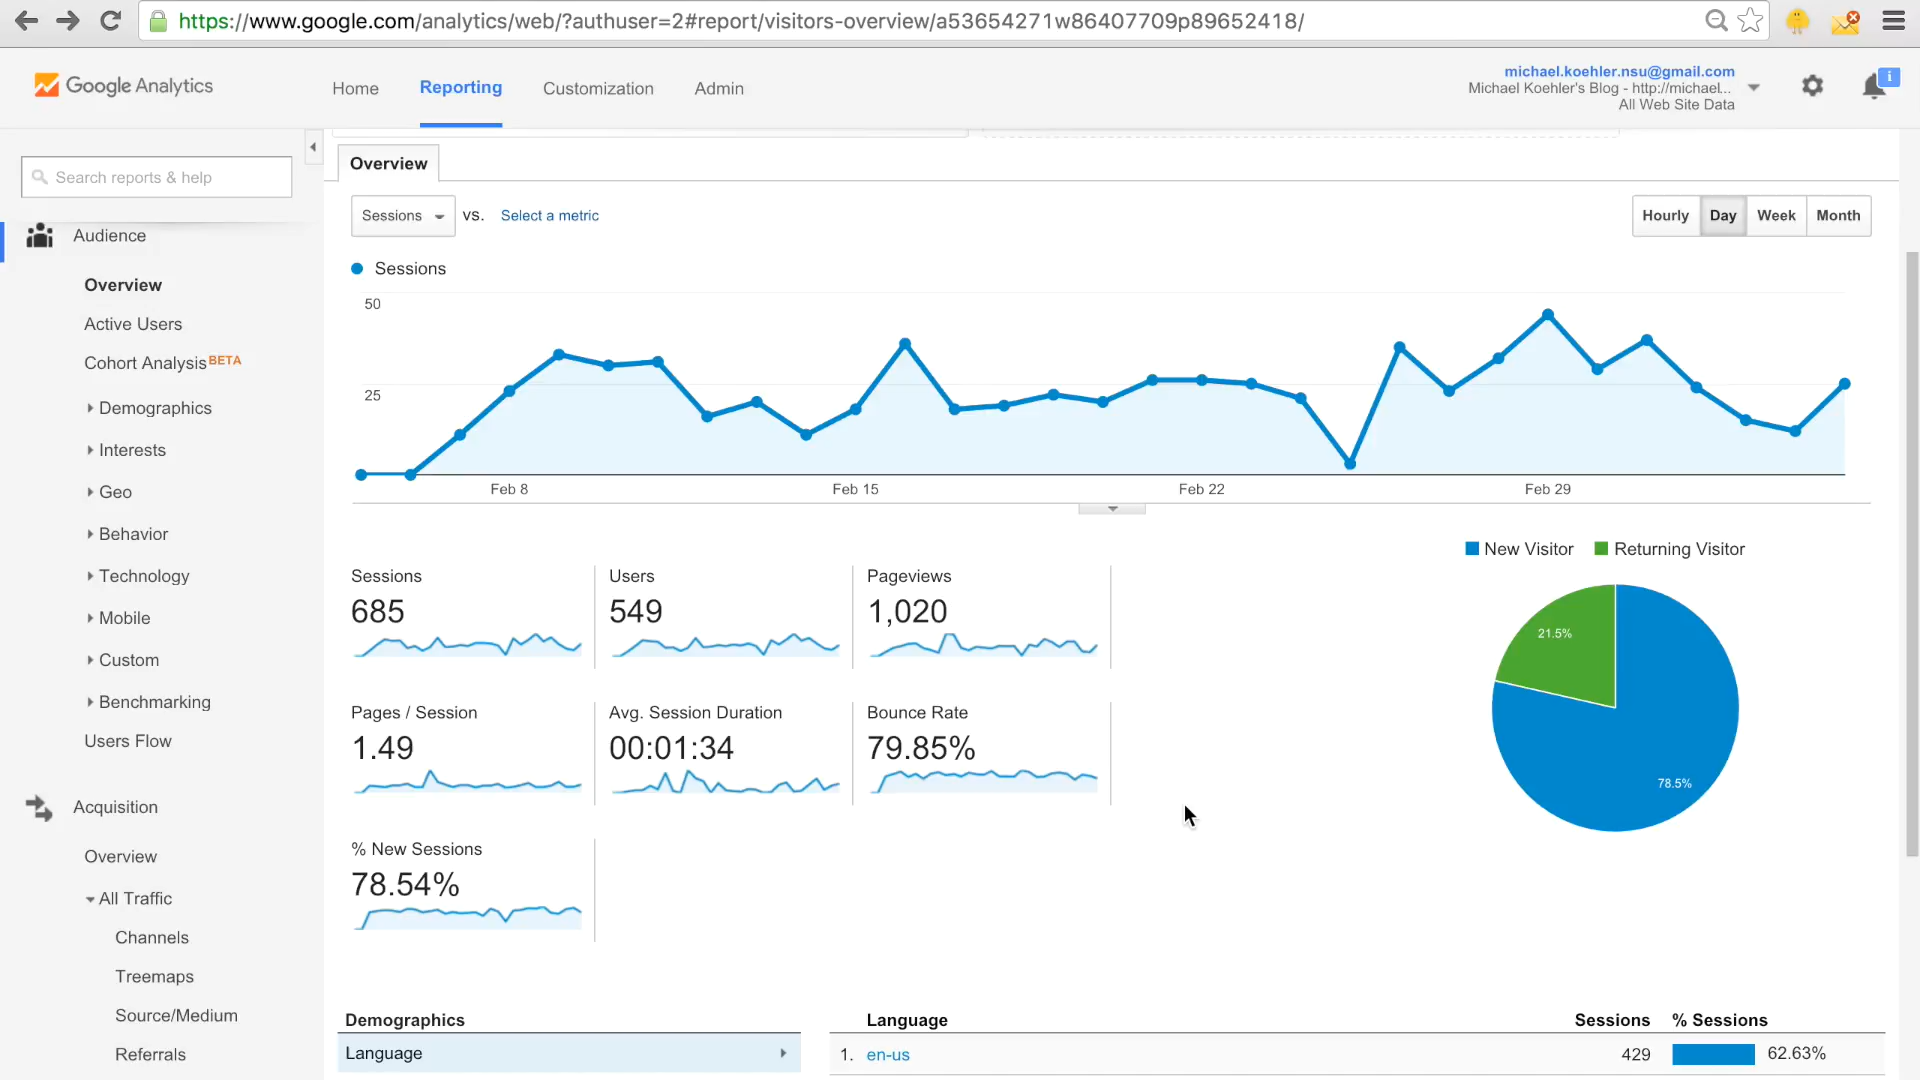 https://www.google.com/analytics/web/?authuser=2#report/visitors-overview/a53654271w86407709p89652418/
Google Analytics
Home
Reporting
Customization
Admin
michael.koehler.nsu@gmail.com
Michael Koehler's Blog - http://michael...
All Web Site Data
i
Search reports & help
Audience
Overview
Active Users
Cohort Analysis BETA
Demographics
Interests
Geo
Behavior
Technology
Mobile
Custom
Benchmarking
Users Flow
Acquisition
Overview
All Traffic
Channels
Treemaps
Source/Medium
Referrals
Overview
Sessions vs. Select a metric
Hourly Day Week Month
Sessions
50
25
Feb 8 Feb 15 Feb 22 Feb 29
New Visitor Returning Visitor
21.5%
78.5%
Sessions
685
Users
549
Pageviews
1,020
Pages / Session
1.49
Avg. Session Duration
00:01:34
Bounce Rate
79.85%
% New Sessions
78.54%
Demographics
Language
Language Sessions % Sessions
1. en-us 429 62.63%